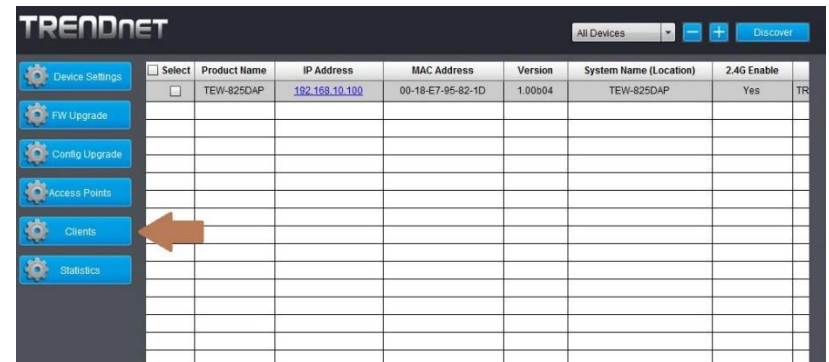 TRENDnET
All Devices
Discover
Device Settings
FW Upgrade
Config Upgrade
Access Points
Clients
Statistics
Select Product Name IP Address MAC Address Version System Name (Location) 2.4G Enable
TEW-825DAP 192.168.10.100 00-18-E7-95-82-1D 1.00b04 TEW-825DAP Yes TR